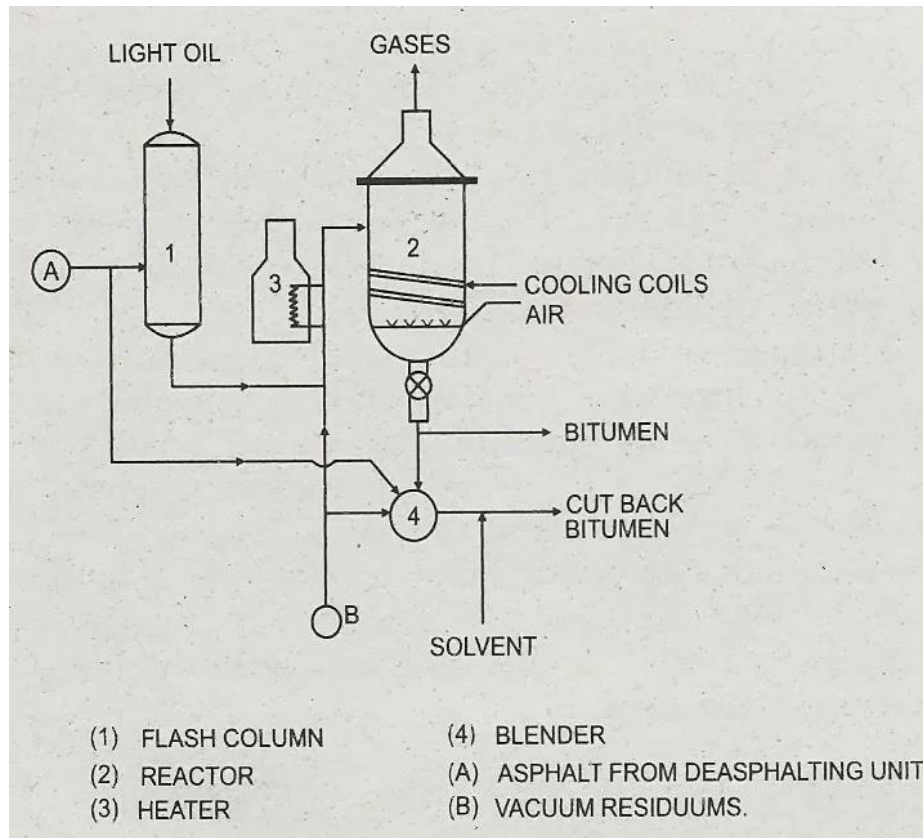 LIGHT OIL
GASES
1
A
3
2
COOLING COILS
AIR
BITUMEN
4
CUT BACK
BITUMEN
B
SOLVENT
(1) FLASH COLUMN
(2) REACTOR
(3) HEATER
(4) BLENDER
(A) ASPHALT FROM DEASPHALTING UNIT
(B) VACUUM RESIDUUMS.